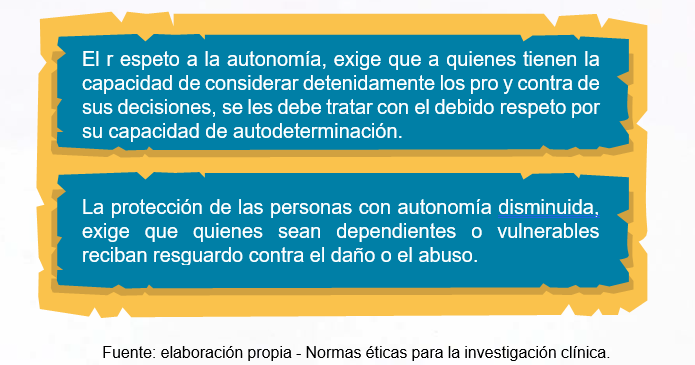 El r espeto a la autonomía, exige que a quienes tienen la
capacidad de considerar detenidamente los pro y contra de
sus decisiones, se les debe tratar con el debido respeto por
su capacidad de autodeterminación.
La protección de las personas con autonomía disminuida,
exige que quienes sean dependientes o vulnerables
reciban resguardo contra el daño o el abuso.
Fuente: elaboración propia - Normas éticas para la investigación clínica.